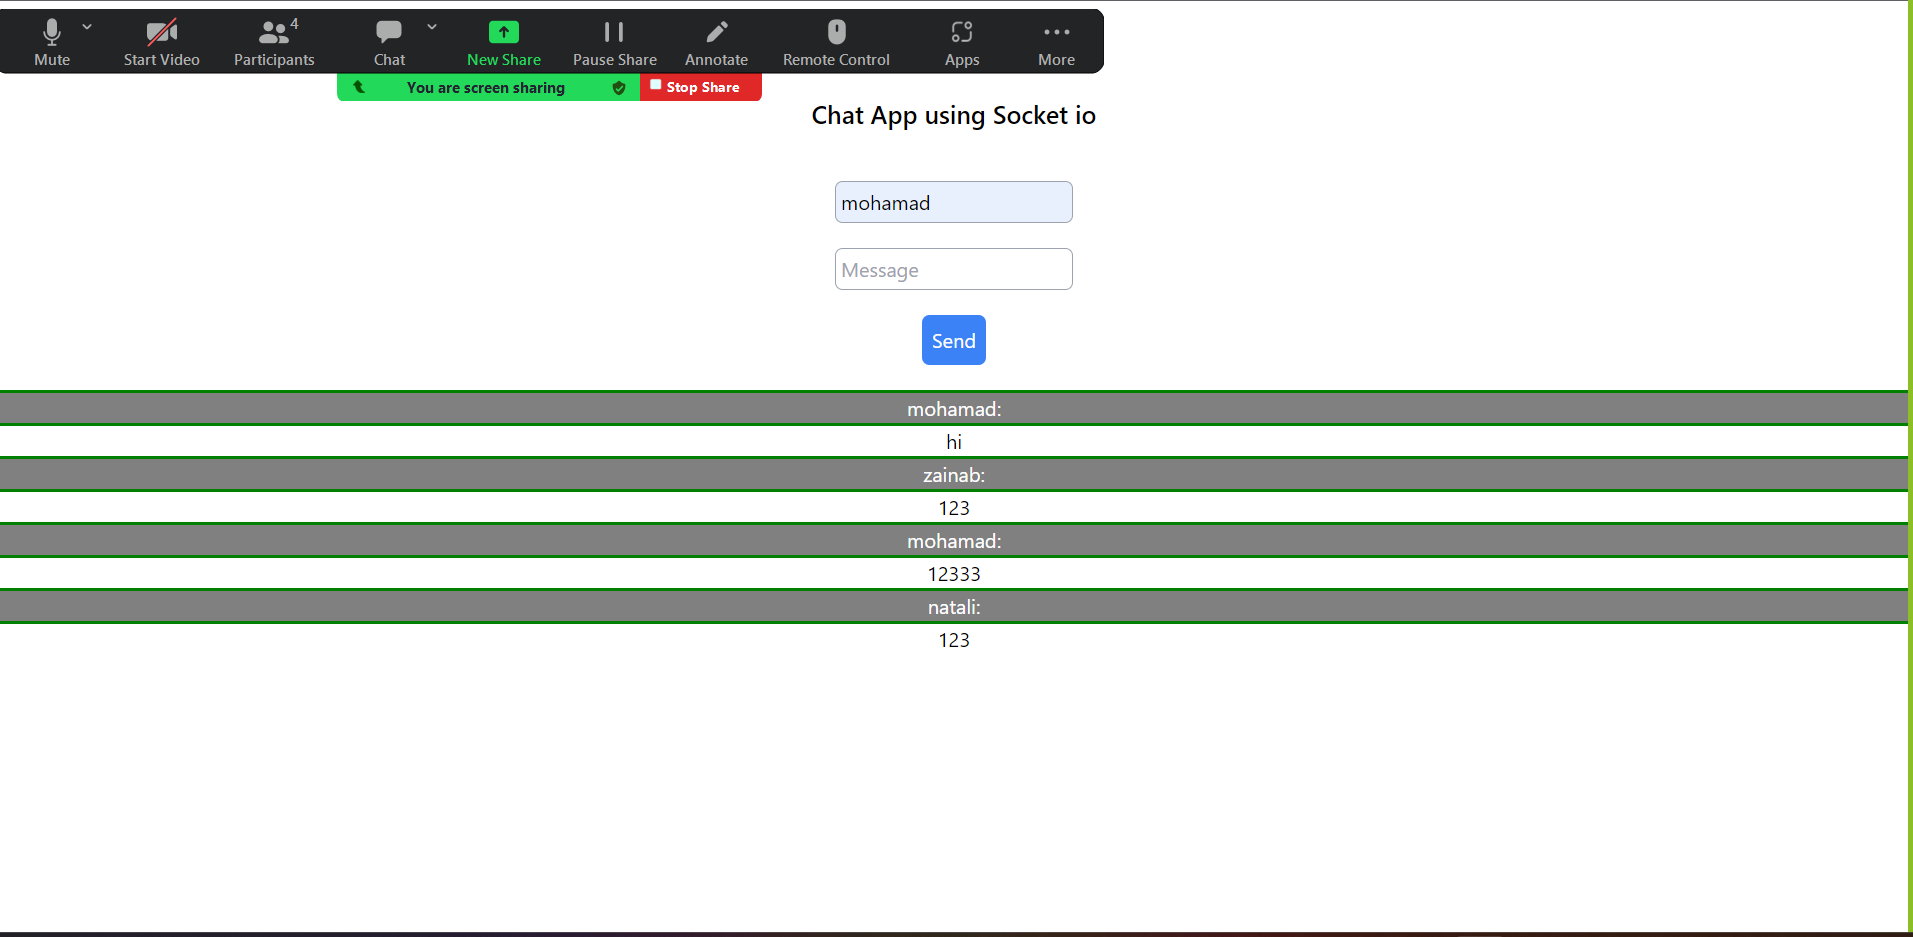 4
Mute Start Video Participants Chat New Share Pause Share Annotate Remote Control Apps More
You are screen sharing Stop Share
Chat App using Socket io
mohamad
Message
Send
mohamad:
hi
zainab:
123
mohamad:
12333
natali:
123